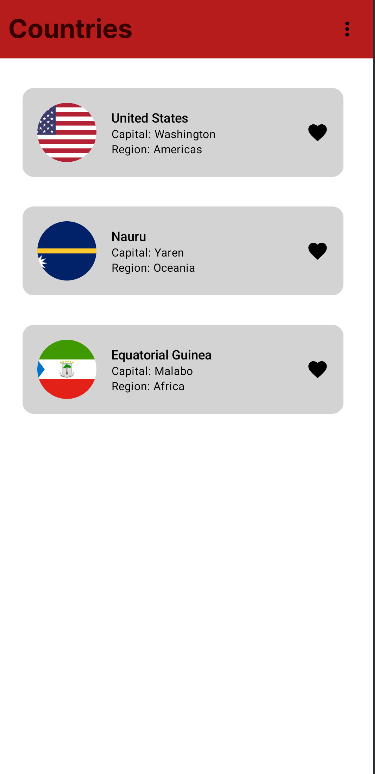 Countries
United States
Capital: Washington
Region: Americas
Nauru
Capital: Yaren
Region: Oceania
Equatorial Guinea
Capital: Malabo
Region: Africa